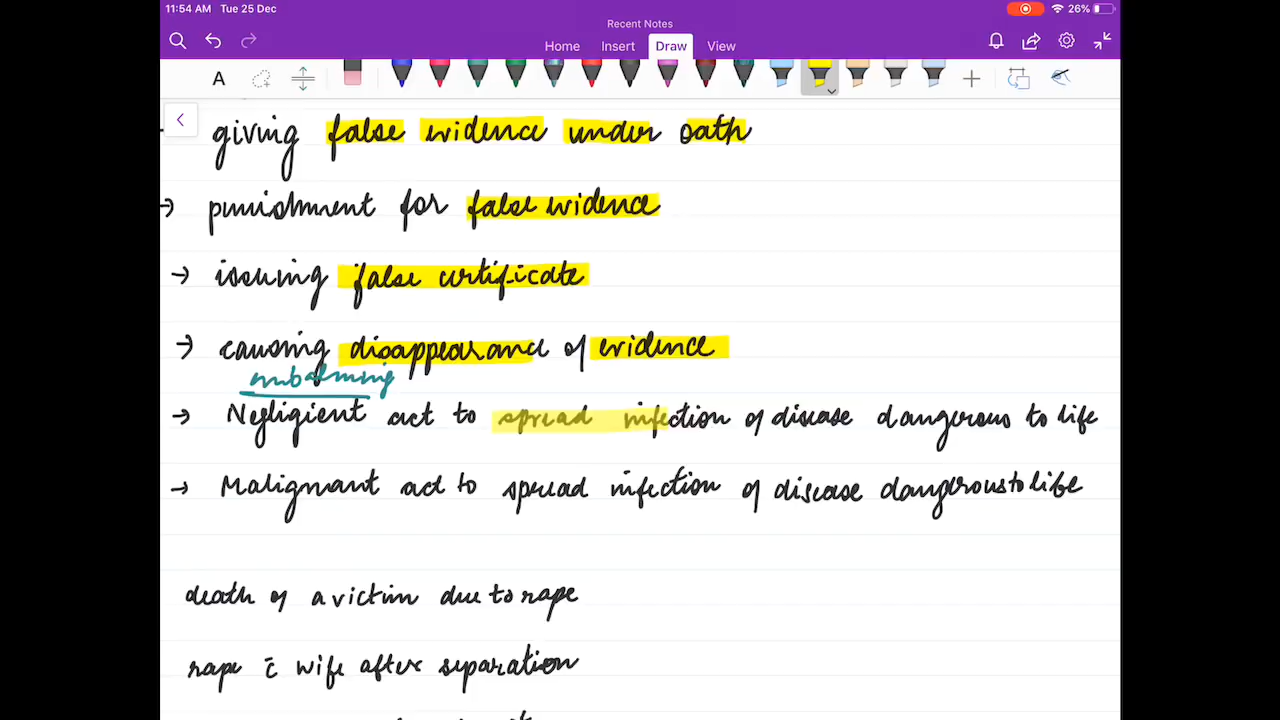 11:54 AM Tue 25 Dec
26%
Recent Notes
Home Insert Draw View
A
giving false evidence under oath
→ punishment for false evidence
→ issuing false certificate
→ causing disappearance of evidence
embalming
→ Negligient act to spread infection of disease dangerous to life
→ Malignant act to spread infection of disease dangerous to life
death of a victim due to rape
rape c̄ wife after separation